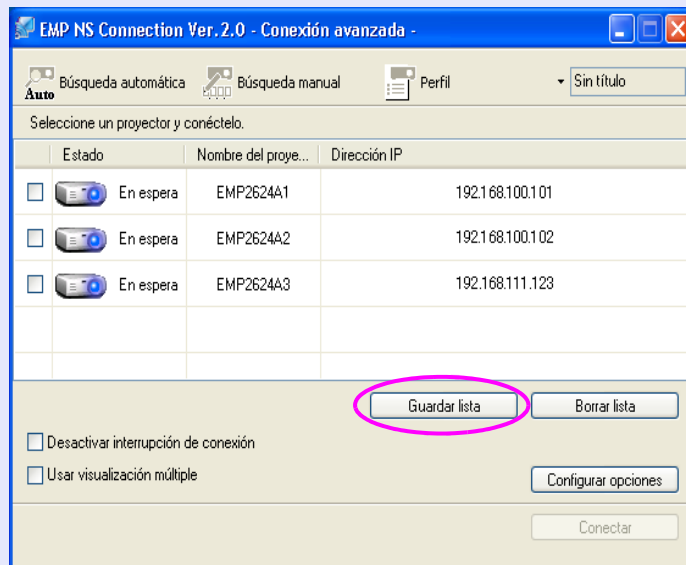 EMP NS Connection Ver.2.0 - Conexión avanzada -
Auto Búsqueda automática Búsqueda manual Perfil Sin título
Seleccione un proyector y conéctelo.
Estado Nombre del proye... Dirección IP
En espera EMP2624A1 192.168.100.101
En espera EMP2624A2 192.168.100.102
En espera EMP2624A3 192.168.111.123
Guardar lista Borrar lista
Desactivar interrupción de conexión
Usar visualización múltiple Configurar opciones
Conectar